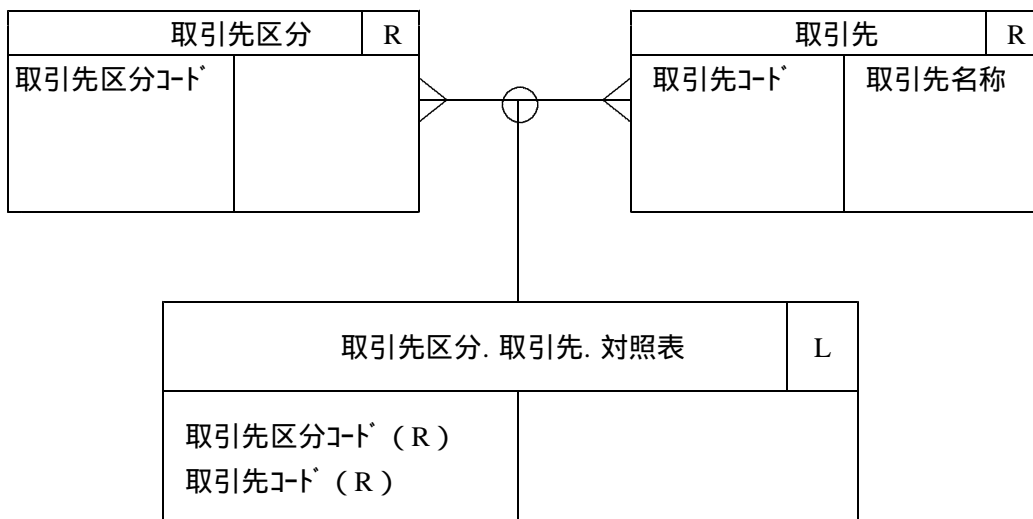 取引先区分 R
取引先区分ｺｰﾄﾞ
取引先 R
取引先ｺｰﾄﾞ 取引先名称
取引先区分. 取引先. 対照表 L
取引先区分ｺｰﾄﾞ ( R )
取引先ｺｰﾄﾞ ( R )